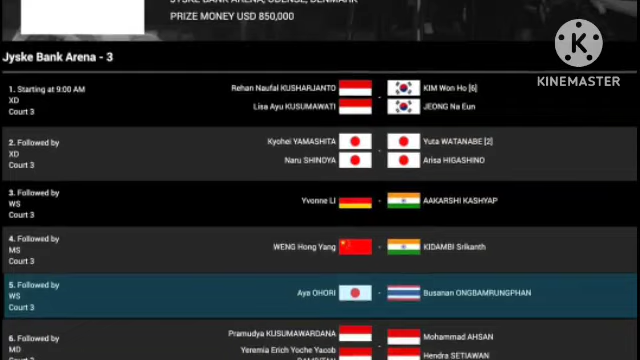 JYSKE BANK ARENA, ODENSE, DENMARK
PRIZE MONEY USD 850,000
KINEMASTER
Jyske Bank Arena - 3
1. Starting at 9:00 AM
XD
Court 3
Rehan Naufal KUSHARJANTO
Lisa Ayu KUSUMAWATI
-
KIM Won Ho [6]
JEONG Na Eun
2. Followed by
XD
Court 3
Kyohei YAMASHITA
Naru SHINOYA
-
Yuta WATANABE [2]
Arisa HIGASHINO
3. Followed by
WS
Court 3
Yvonne LI
-
AAKARSHI KASHYAP
4. Followed by
MS
Court 3
WENG Hong Yang
-
KIDAMBI Srikanth
5. Followed by
WS
Court 3
Aya OHORI
-
Busanan ONGBAMRUNGPHAN
6. Followed by
MD
Court 3
Pramudya KUSUMAWARDANA
Yeremia Erich Yoche Yacob
Mohammad AHSAN
Hendra SETIAWAN